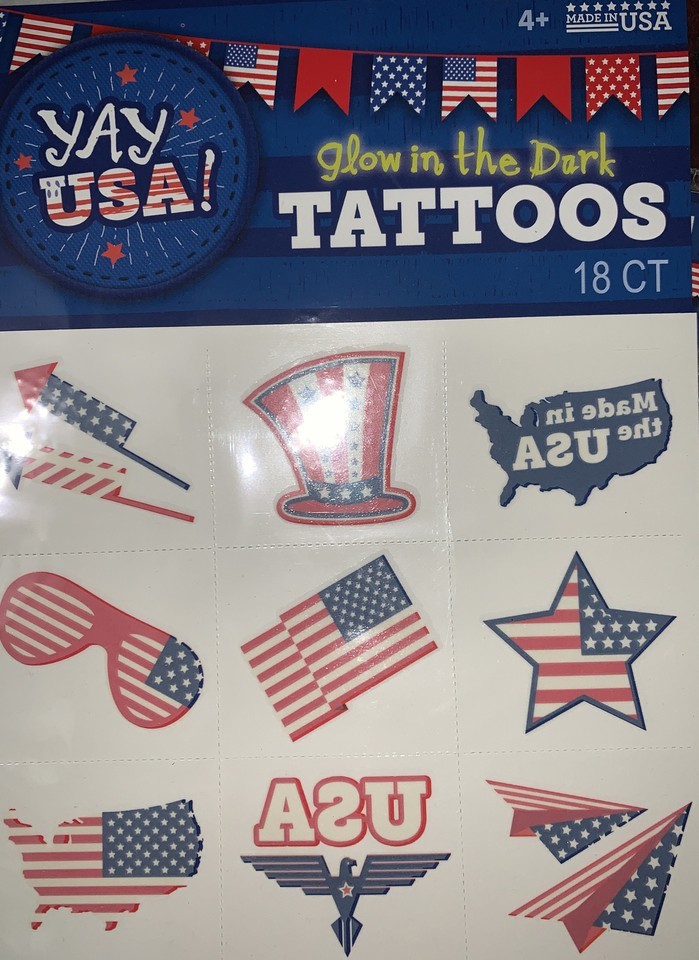 4+
MADE IN USA
YAY
USA!
Glow in the Dark
TATTOOS
18 CT
Made in
the USA
USA